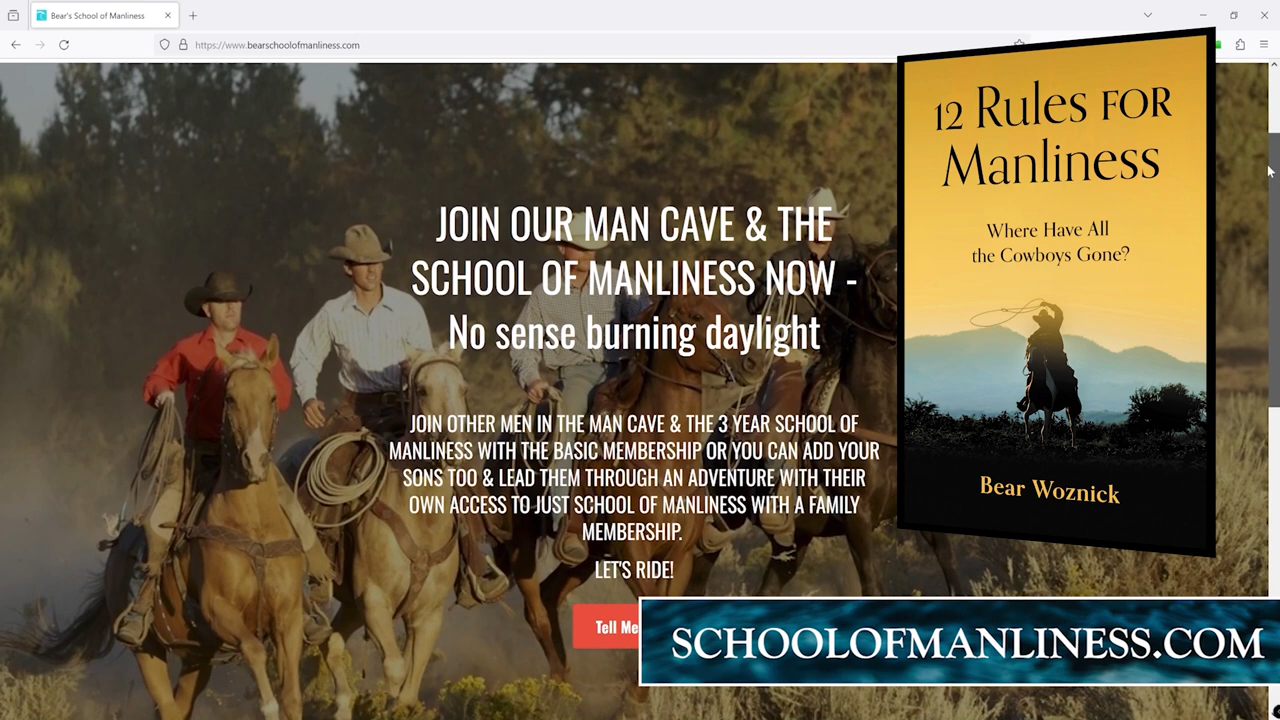 Bear's School of Manliness
https://www.bearschoolofmanliness.com
JOIN OUR MAN CAVE & THE
SCHOOL OF MANLINESS NOW -
No sense burning daylight
JOIN OTHER MEN IN THE MAN CAVE & THE 3 YEAR SCHOOL OF
MANLINESS WITH THE BASIC MEMBERSHIP OR YOU CAN ADD YOUR
SONS TOO & LEAD THEM THROUGH AN ADVENTURE WITH THEIR
OWN ACCESS TO JUST SCHOOL OF MANLINESS WITH A FAMILY
MEMBERSHIP.
LET'S RIDE!
Tell Me
12 Rules FOR
Manliness
Where Have All
the Cowboys Gone?
Bear Woznick
SCHOOLOFMANLINESS.COM